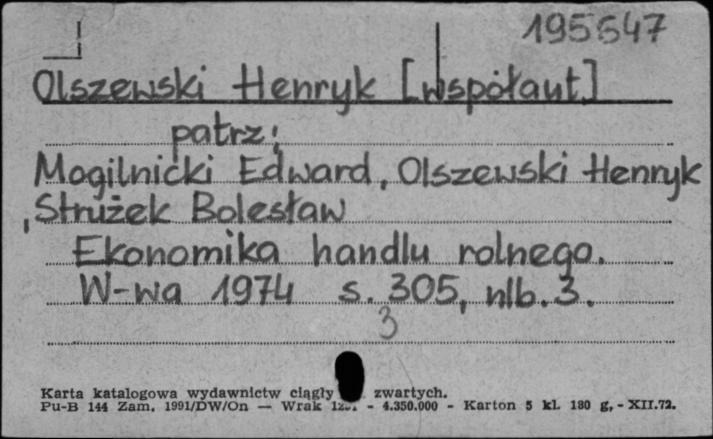 195547
Olszewski Henryk [współaut]
patrz:
Mogilnicki Edward, Olszewski Henryk
, Strużek Bolesław
Ekonomika handlu rolnego.
W-wa 1974 s. 305, nlb. 3.
3
Karta katalogowa wydawnictw ciągły zwartych.
Pu-B 144 Zam. 1991/DW/On — Wrak - 4.350.000 - Karton 5 kl. 180 g, - XII.72.